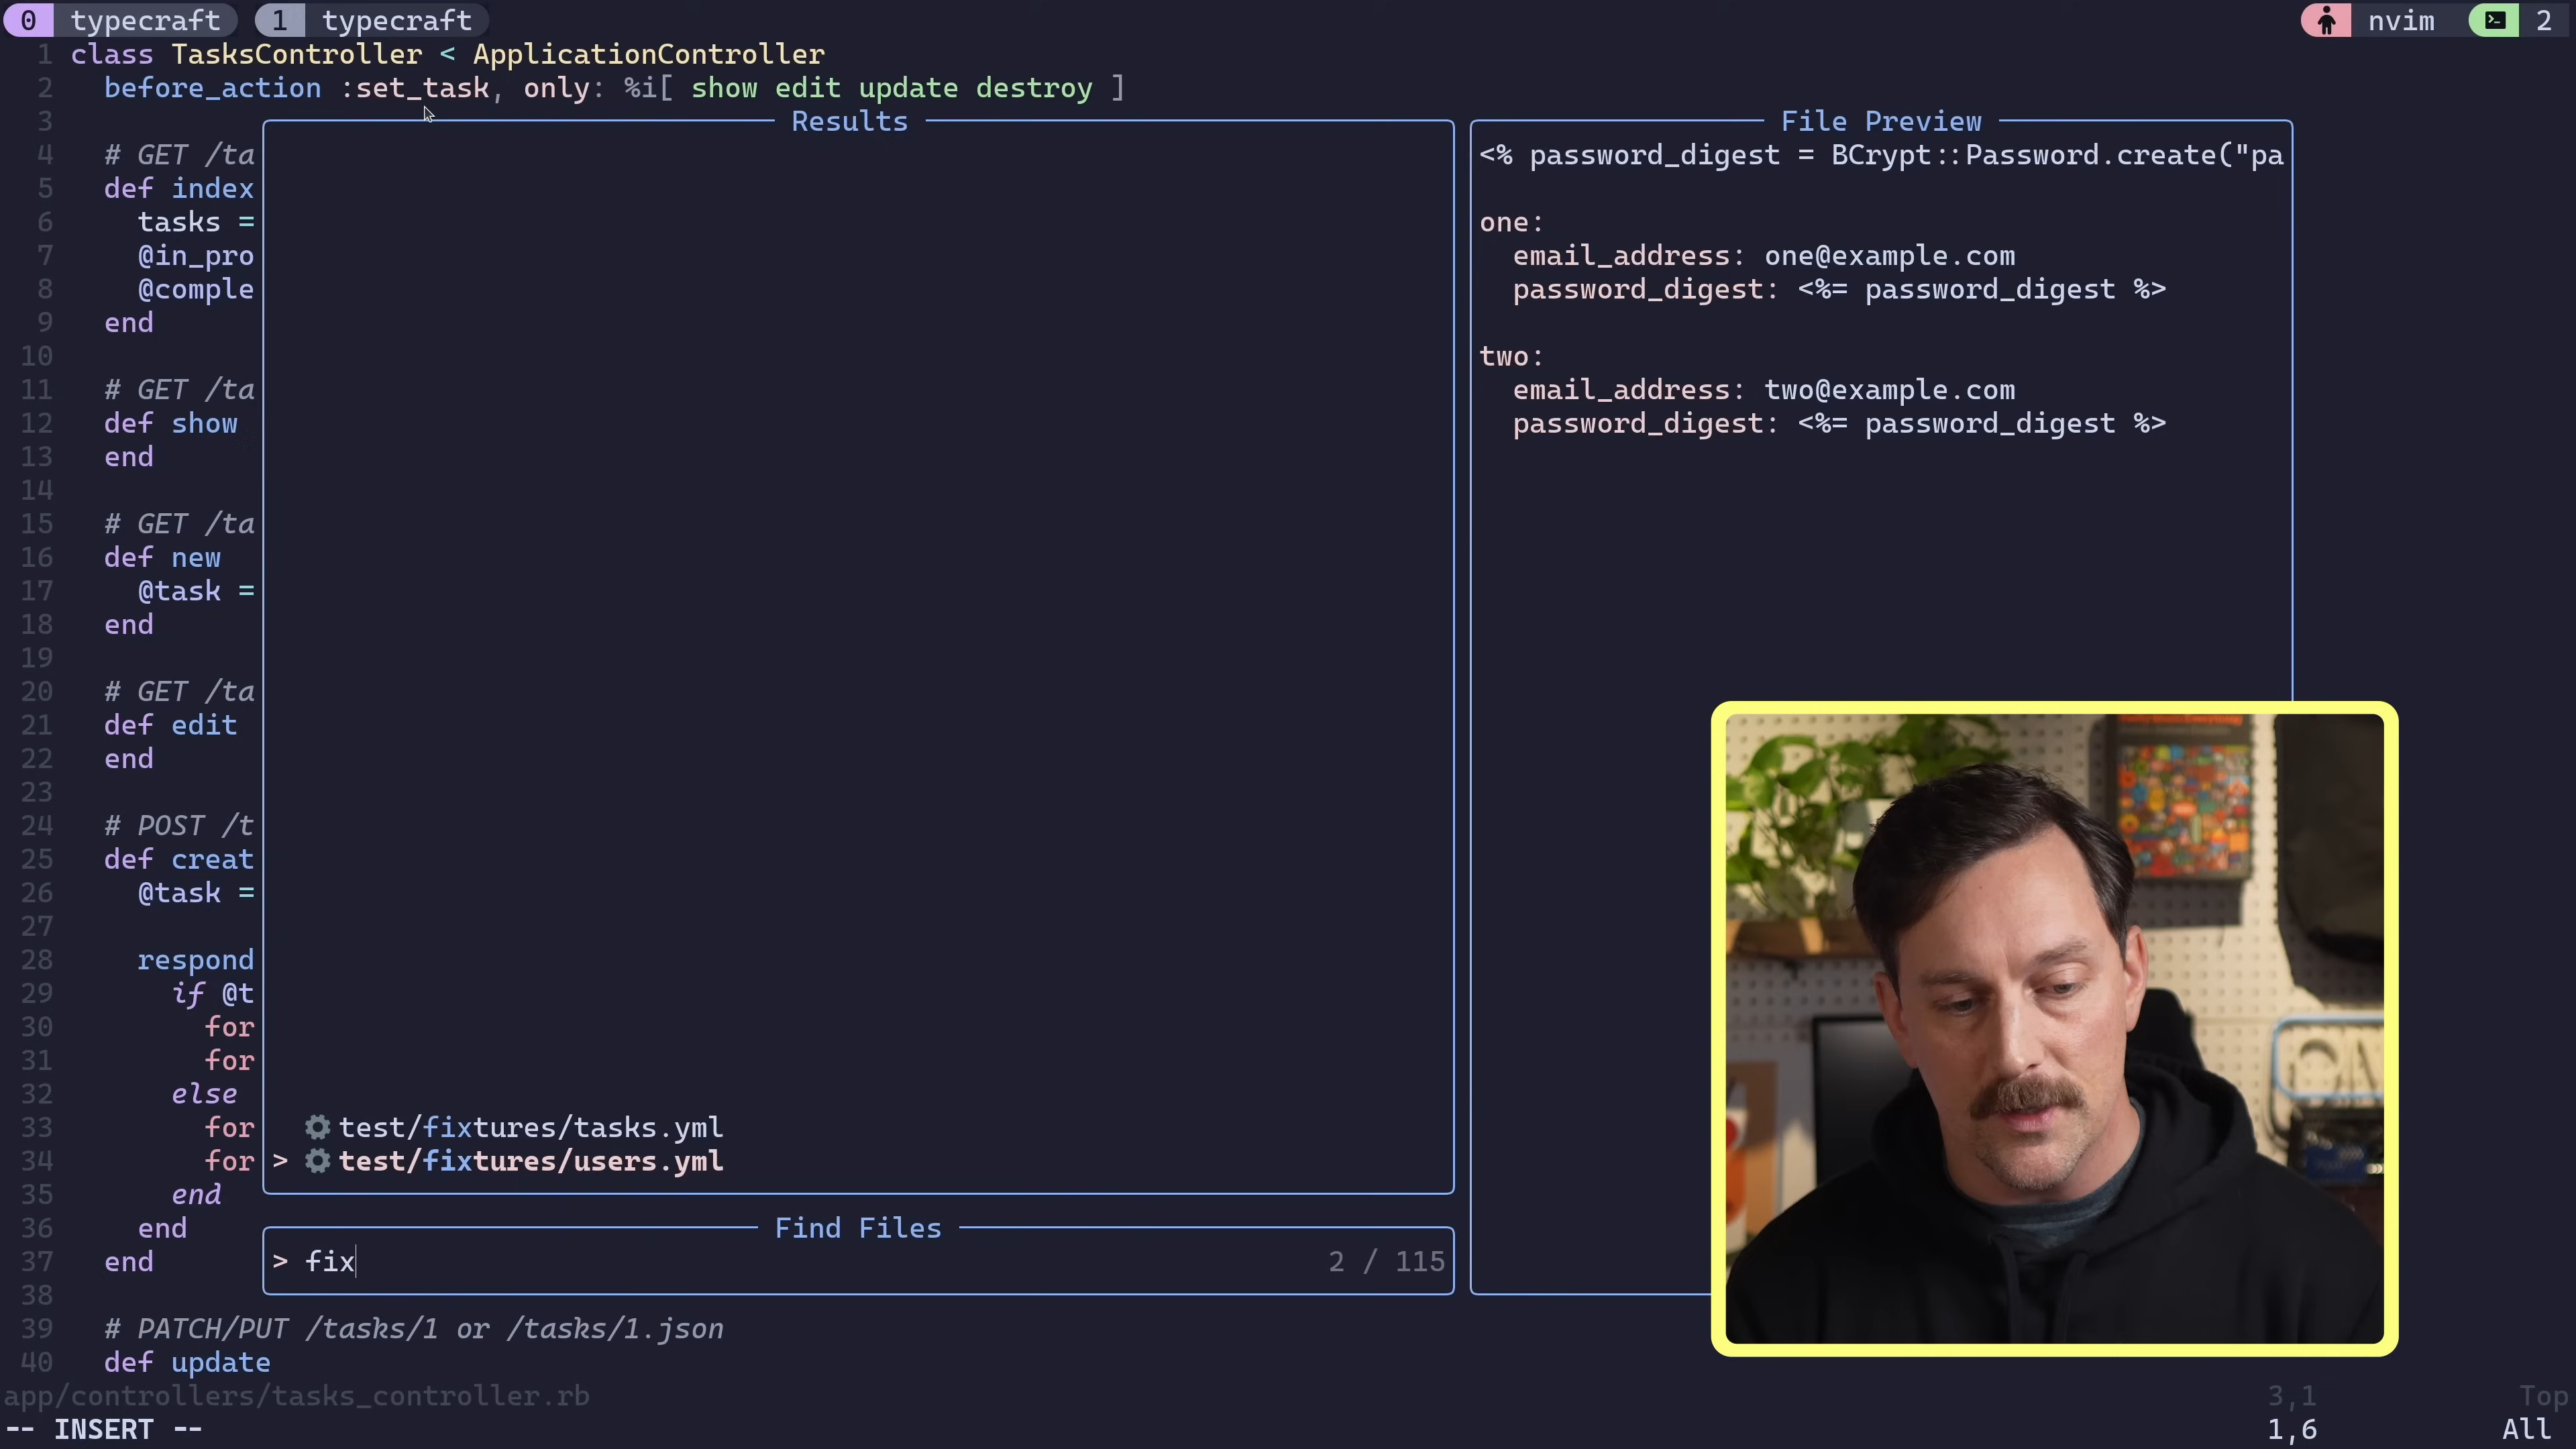 0 typecraft 1 typecraft nvim 2
1 class TasksController < ApplicationController
2 before_action :set_task, only: %i[ show edit update destroy ]
3
4 # GET /ta
5 def index
6 tasks =
7 @in_pro
8 @comple
9 end
10
11 # GET /ta
12 def show
13 end
14
15 # GET /ta
16 def new
17 @task =
18 end
19
20 # GET /ta
21 def edit
22 end
23
24 # POST /t
25 def creat
26 @task =
27
28 respond
29 if @t
30 for
31 for
32 else
33 for
34 for
35 end
36 end
37 end
38
39 # PATCH/PUT /tasks/1 or /tasks/1.json
40 def update
Results
test/fixtures/tasks.yml
> test/fixtures/users.yml
Find Files
> fix 2 / 115
File Preview
<% password_digest = BCrypt::Password.create("pa
one:
email_address: one@example.com
password_digest: <%= password_digest %>
two:
email_address: two@example.com
password_digest: <%= password_digest %>
app/controllers/tasks_controller.rb 3,1 Top
-- INSERT -- 1,6 All